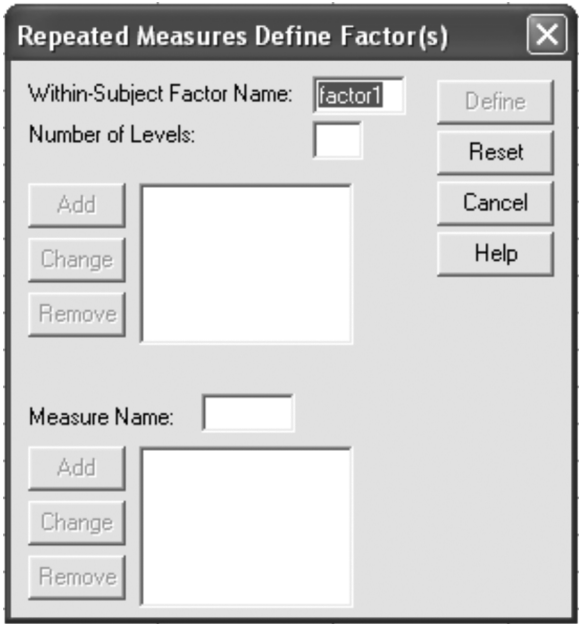 Repeated Measures Define Factor(s)
Within-Subject Factor Name: factor1
Define
Number of Levels:
Reset
Add
Cancel
Change
Help
Remove
Measure Name:
Add
Change
Remove